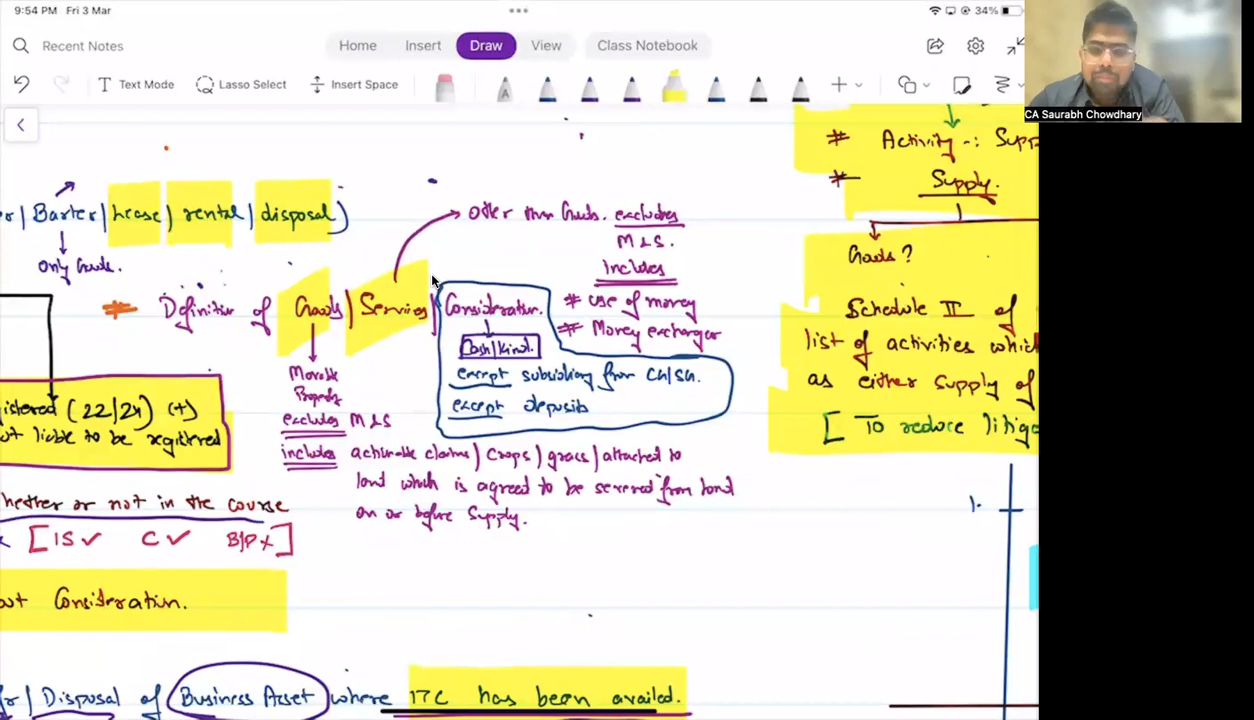 9:54 PM Fri 3 Mar
34%
Recent Notes
Home Insert Draw View Class Notebook
Text Mode Lasso Select Insert Space
CA Saurabh Chowdhary
# Activity -: Supp
* Supply.
Goods?
Schedule II of
list of activities which
as either supply of
[ To reduce litiga
1.
| Barter | Lease | rental | disposal )
only Goods.
other than Goods. excludes
M & S.
Includes
# use of money
# Money exchanger
* Definition of Goods | Services | Consideration.
Cash/Kind.
except subsidiary from CG/SG.
except deposits
Movable
Property
excludes M & S
includes actionable claims | crops | grass | attached to
land which is agreed to be severed from land
on or before supply.
istered (22/24) (+)
t liable to be registered
hether or not in the course
[ IS ✓ C ✓ B/P x ]
out Consideration.
| Disposal of Business Asset where ITC has been availed.